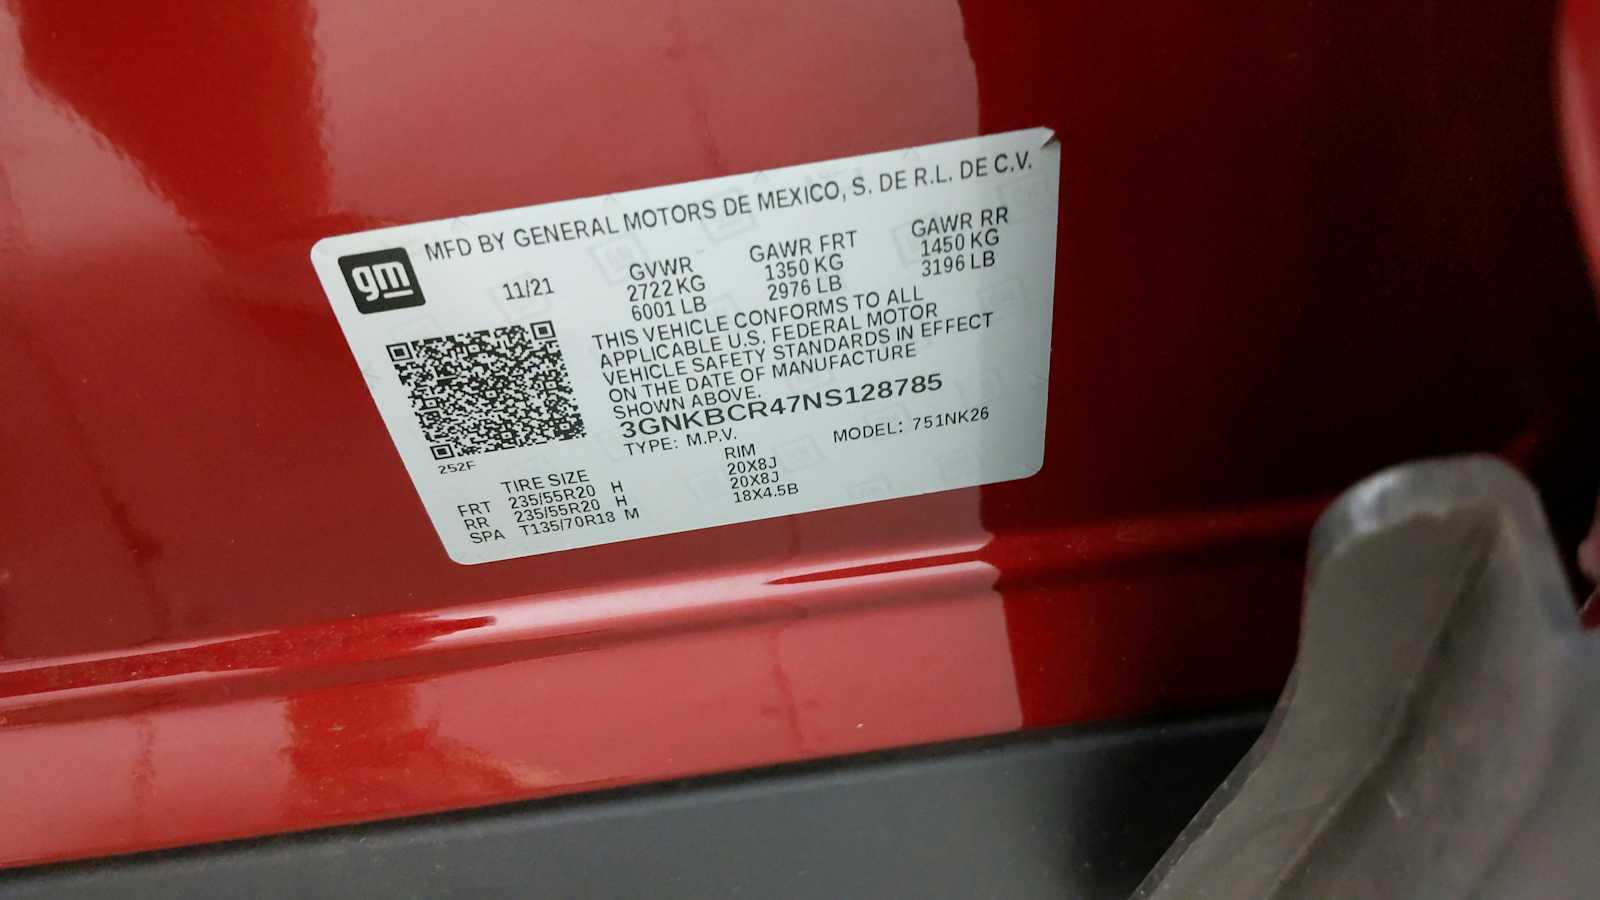 gm
MFD BY GENERAL MOTORS DE MEXICO, S. DE R.L. DE C.V.
11/21
GVWR GAWR FRT GAWR RR
2722 KG 1350 KG 1450 KG
6001 LB 2976 LB 3196 LB
THIS VEHICLE CONFORMS TO ALL
APPLICABLE U.S. FEDERAL MOTOR
VEHICLE SAFETY STANDARDS IN EFFECT
ON THE DATE OF MANUFACTURE
SHOWN ABOVE.
3GNKBCR47NS128785
TYPE: M.P.V. MODEL: 751NK26
252F
TIRE SIZE RIM
FRT 235/55R20 H 20X8J
RR 235/55R20 H 20X8J
SPA T135/70R18 M 18X4.5B